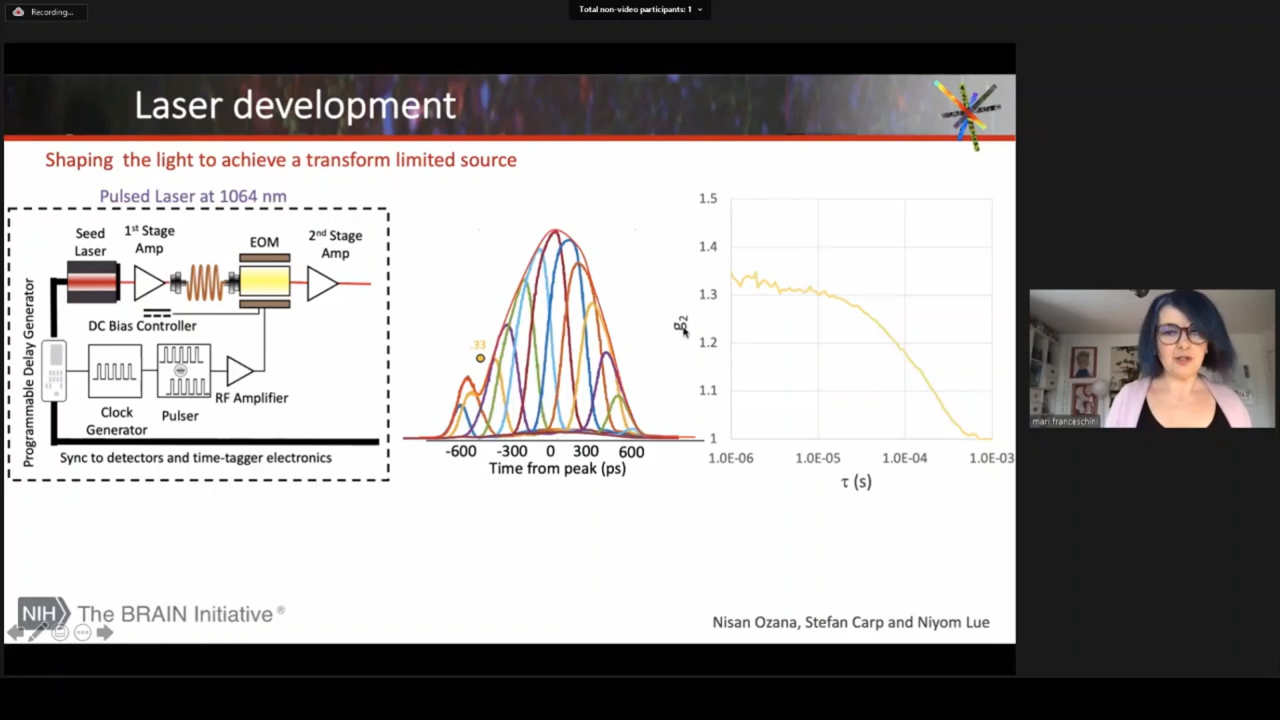 Recording...
Total non-video participants: 1
Laser development
Shaping the light to achieve a transform limited source
Pulsed Laser at 1064 nm
Seed
Laser
1st Stage
Amp
EOM
2nd Stage
Amp
DC Bias Controller
Programmable Delay Generator
Clock
Generator
Pulser
RF Amplifier
Sync to detectors and time-tagger electronics
.33
-600
-300
0
300
600
Time from peak (ps)
1.5
1.4
1.3
1.2
1.1
1
g2
1.0E-06
1.0E-05
1.0E-04
1.0E-03
τ (s)
mari franceschini
NIH The BRAIN Initiative®
Nisan Ozana, Stefan Carp and Niyom Lue